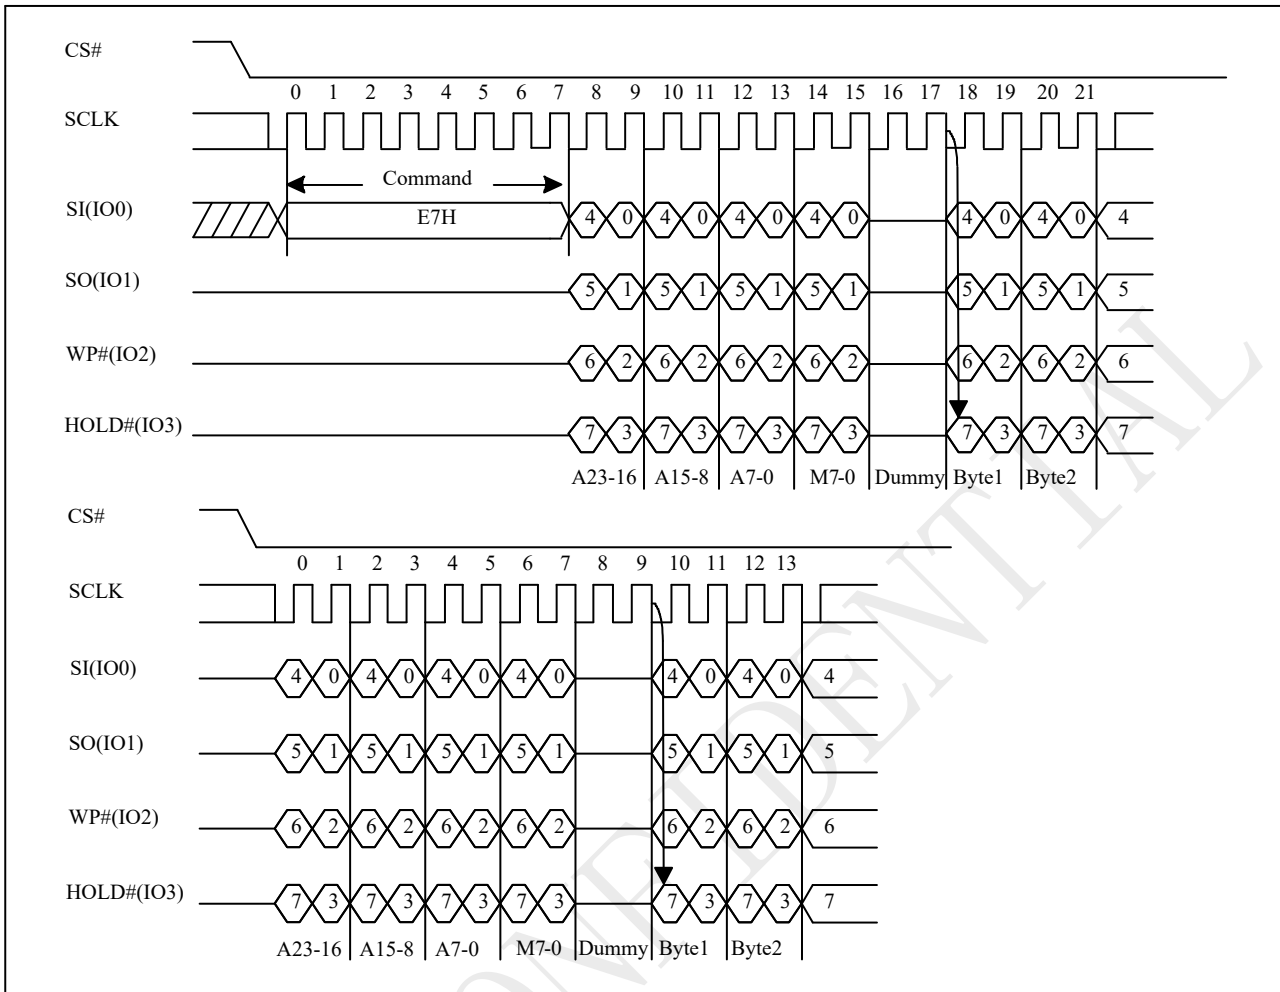 CS#
0 1 2 3 4 5 6 7 8 9 10 11 12 13 14 15 16 17 18 19 20 21
SCLK
Command
SI(IO0) E7H 4 0 4 0 4 0 4 0 4 0 4 0 4
SO(IO1) 5 1 5 1 5 1 5 1 5 1 5 1 5
WP#(IO2) 6 2 6 2 6 2 6 2 6 2 6 2 6
HOLD#(IO3) 7 3 7 3 7 3 7 3 7 3 7 3 7
A23-16 A15-8 A7-0 M7-0 Dummy Byte1 Byte2
CS#
0 1 2 3 4 5 6 7 8 9 10 11 12 13
SCLK
SI(IO0) 4 0 4 0 4 0 4 0 4 0 4 0 4
SO(IO1) 5 1 5 1 5 1 5 1 5 1 5 1 5
WP#(IO2) 6 2 6 2 6 2 6 2 6 2 6 2 6
HOLD#(IO3) 7 3 7 3 7 3 7 3 7 3 7 3 7
A23-16 A15-8 A7-0 M7-0 Dummy Byte1 Byte2
ONFIDENTIAL